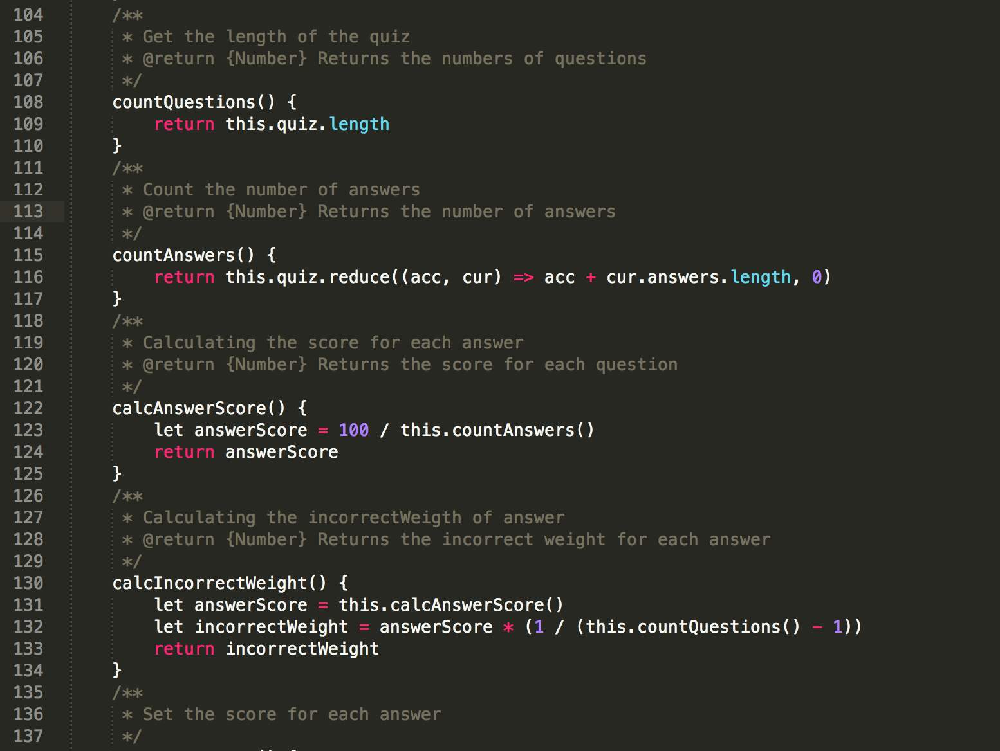 104 /**
105 * Get the length of the quiz
106 * @return {Number} Returns the numbers of questions
107 */
108 countQuestions() {
109 return this.quiz.length
110 }
111 /**
112 * Count the number of answers
113 * @return {Number} Returns the number of answers
114 */
115 countAnswers() {
116 return this.quiz.reduce((acc, cur) => acc + cur.answers.length, 0)
117 }
118 /**
119 * Calculating the score for each answer
120 * @return {Number} Returns the score for each question
121 */
122 calcAnswerScore() {
123 let answerScore = 100 / this.countAnswers()
124 return answerScore
125 }
126 /**
127 * Calculating the incorrectWeigth of answer
128 * @return {Number} Returns the incorrect weight for each answer
129 */
130 calcIncorrectWeight() {
131 let answerScore = this.calcAnswerScore()
132 let incorrectWeight = answerScore * (1 / (this.countQuestions() - 1))
133 return incorrectWeight
134 }
135 /**
136 * Set the score for each answer
137 */